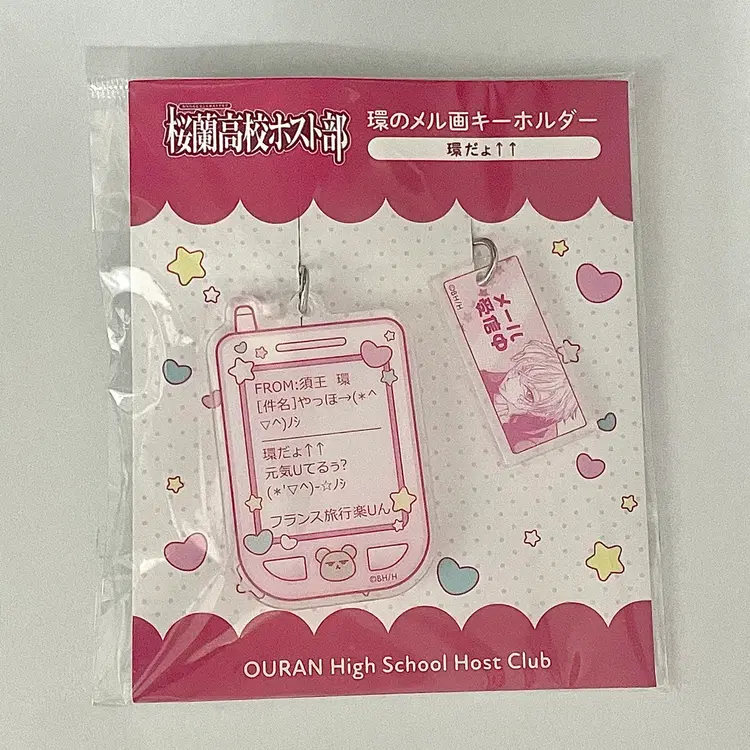 桜蘭高校ホスト部
環のメル画キーホルダー
環だょ↑↑
FROM:須王 環
[件名]やっほ→(*^
▽^)ノシ
環だょ↑↑
元気Uてるぅ?
(*'▽^)-☆ノシ
フランス旅行楽Uん
©BH/H
©BH/H
メール
受信中
OURAN High School Host Club